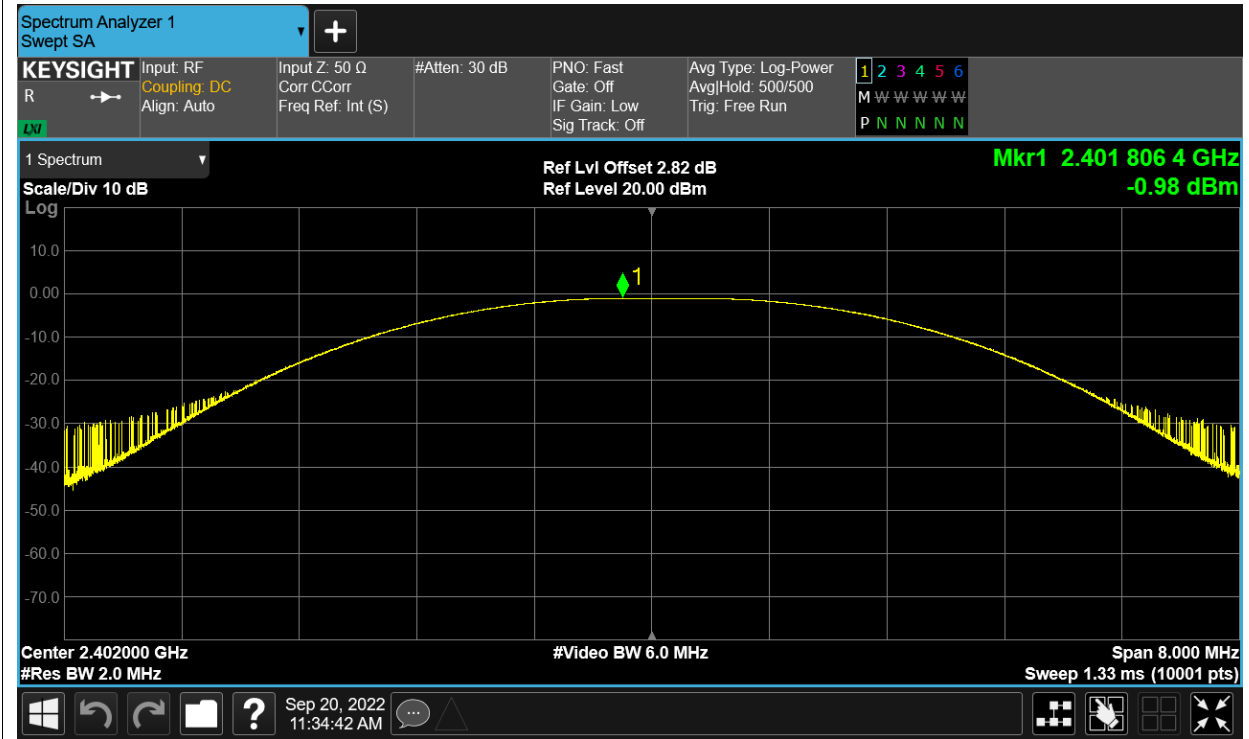 Spectrum Analyzer 1
Swept SA
KEYSIGHT
R
LXI
Input: RF
Coupling: DC
Align: Auto
Input Z: 50 Ω
Corr CCorr
Freq Ref: Int (S)
#Atten: 30 dB
PNO: Fast
Gate: Off
IF Gain: Low
Sig Track: Off
Avg Type: Log-Power
Avg|Hold: 500/500
Trig: Free Run
1 2 3 4 5 6
M W W W W W
P N N N N N
1 Spectrum
Scale/Div 10 dB
Ref Lvl Offset 2.82 dB
Ref Level 20.00 dBm
Mkr1 2.401 806 4 GHz
-0.98 dBm
Log
10.0
0.00
-10.0
-20.0
-30.0
-40.0
-50.0
-60.0
-70.0
1
Center 2.402000 GHz
#Res BW 2.0 MHz
#Video BW 6.0 MHz
Span 8.000 MHz
Sweep 1.33 ms (10001 pts)
?
Sep 20, 2022
11:34:42 AM